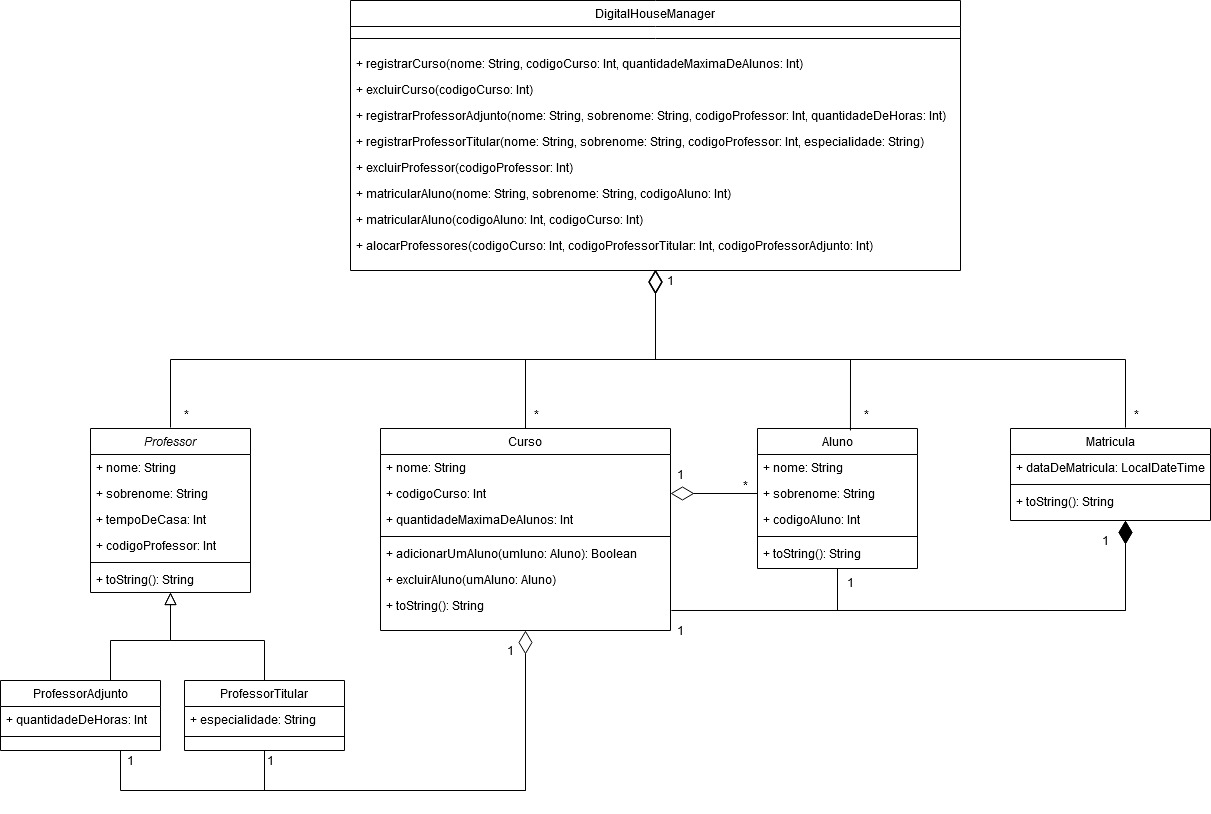 DigitalHouseManager
+ registrarCurso(nome: String, codigoCurso: Int, quantidadeMaximaDeAlunos: Int)
+ excluirCurso(codigoCurso: Int)
+ registrarProfessorAdjunto(nome: String, sobrenome: String, codigoProfessor: Int, quantidadeDeHoras: Int)
+ registrarProfessorTitular(nome: String, sobrenome: String, codigoProfessor: Int, especialidade: String)
+ excluirProfessor(codigoProfessor: Int)
+ matricularAluno(nome: String, sobrenome: String, codigoAluno: Int)
+ matricularAluno(codigoAluno: Int, codigoCurso: Int)
+ alocarProfessores(codigoCurso: Int, codigoProfessorTitular: Int, codigoProfessorAdjunto: Int)
1
*
*
*
*
Professor
+ nome: String
+ sobrenome: String
+ tempoDeCasa: Int
+ codigoProfessor: Int
+ toString(): String
Curso
+ nome: String
+ codigoCurso: Int
+ quantidadeMaximaDeAlunos: Int
+ adicionarUmAluno(umIuno: Aluno): Boolean
+ excluirAluno(umAluno: Aluno)
+ toString(): String
1
*
Aluno
+ nome: String
+ sobrenome: String
+ codigoAluno: Int
+ toString(): String
1
Matricula
+ dataDeMatricula: LocalDateTime
+ toString(): String
1
1
1
ProfessorAdjunto
+ quantidadeDeHoras: Int
1
ProfessorTitular
+ especialidade: String
1